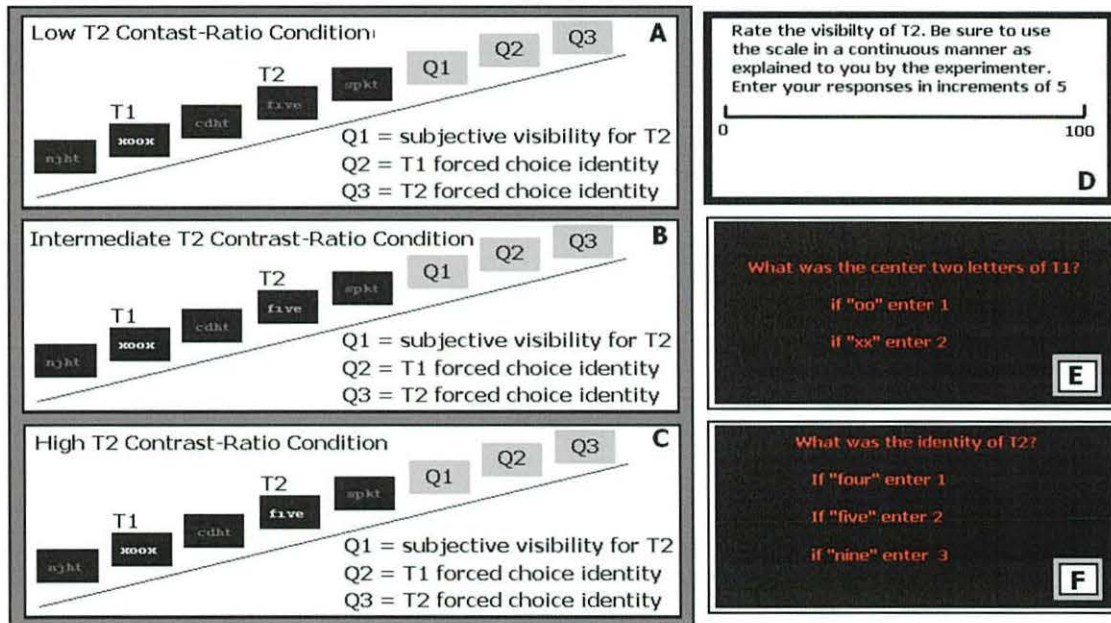 Low T2 Contast-Ratio Condition
A
njht
T1
xoox
cdht
T2
five
spkt
Q1
Q2
Q3
Q1 = subjective visibility for T2
Q2 = T1 forced choice identity
Q3 = T2 forced choice identity
Intermediate T2 Contrast-Ratio Condition
B
njht
T1
xoox
cdht
T2
five
spkt
Q1
Q2
Q3
Q1 = subjective visibility for T2
Q2 = T1 forced choice identity
Q3 = T2 forced choice identity
High T2 Contrast-Ratio Condition
C
njht
T1
xoox
cdht
T2
five
spkt
Q1
Q2
Q3
Q1 = subjective visibility for T2
Q2 = T1 forced choice identity
Q3 = T2 forced choice identity
Rate the visibilty of T2. Be sure to use
the scale in a continuous manner as
explained to you by the experimenter.
Enter your responses in increments of 5
0
100
D
What was the center two letters of T1?
if "oo" enter 1
if "xx" enter 2
E
What was the identity of T2?
If "four" enter 1
If "five" enter 2
if "nine" enter 3
F